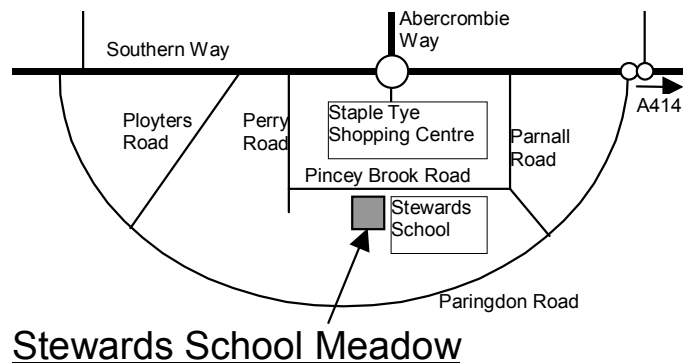 Abercrombie
Way
Southern Way
A414
Ployters
Road
Perry
Road
Staple Tye
Shopping Centre
Parnall
Road
Pincey Brook Road
Stewards
School
Paringdon Road
Stewards School Meadow